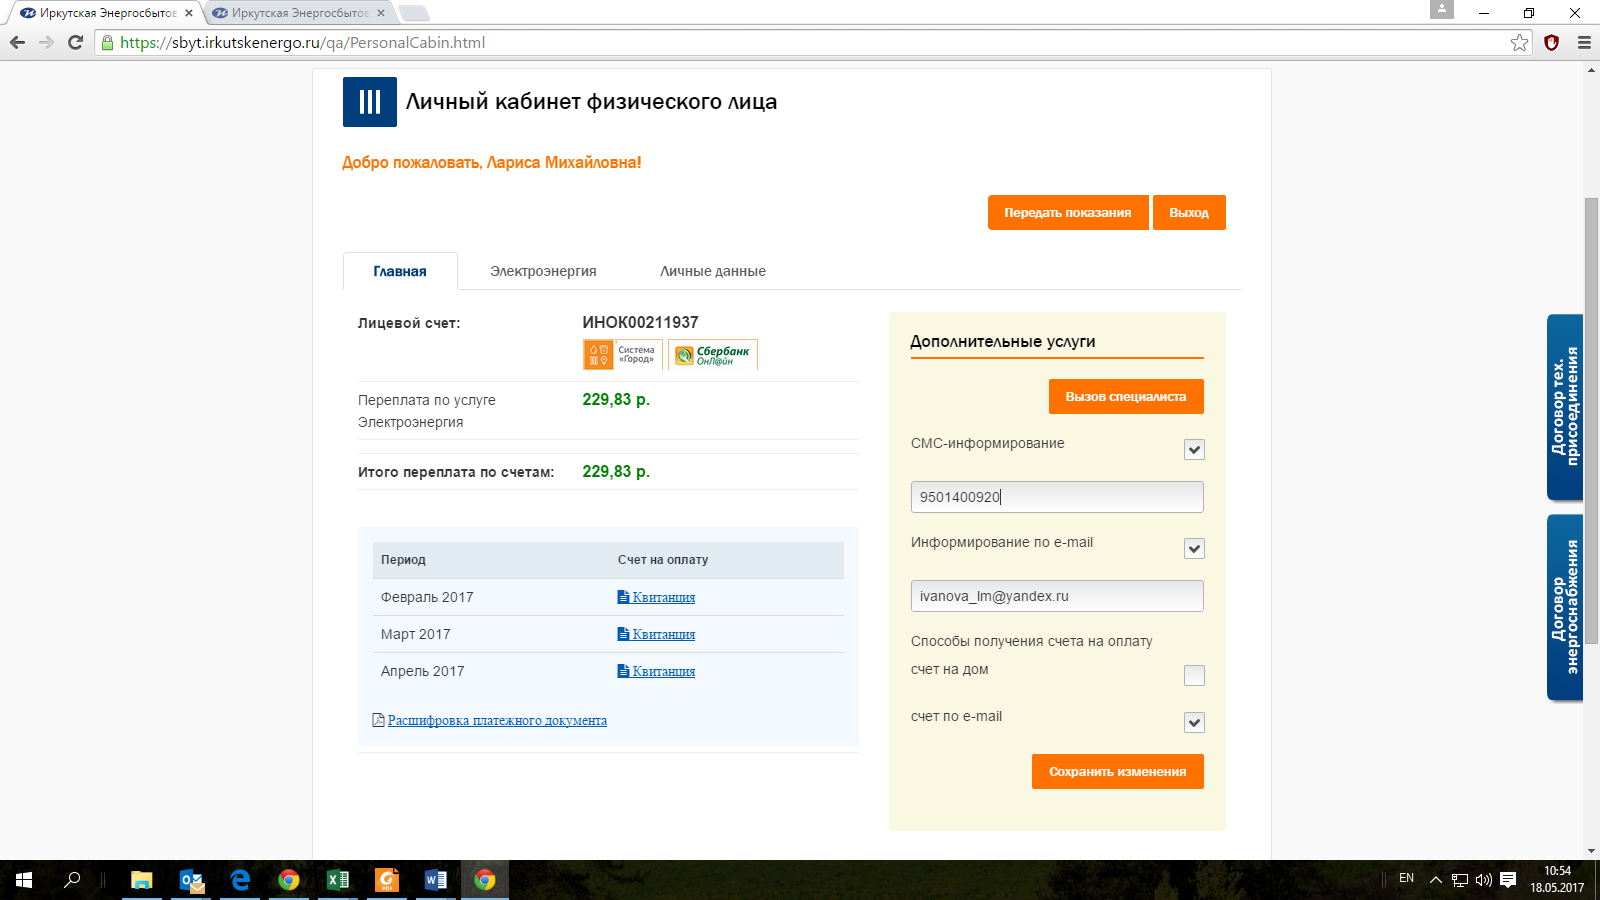 Иркутская Энергосбытов
Иркутская Энергосбытов
https://sbyt.irkutskenergo.ru/qa/PersonalCabin.html
Личный кабинет физического лица
Добро пожаловать, Лариса Михайловна!
Передать показания
Выход
Главная
Электроэнергия
Личные данные
Лицевой счет:
ИНОК00211937
Система
«Город»
Сбербанк
ОнЛ@йн
Переплата по услуге
Электроэнергия
229,83 р.
Итого переплата по счетам:
229,83 р.
Период
Счет на оплату
Февраль 2017
Квитанция
Март 2017
Квитанция
Апрель 2017
Квитанция
Расшифровка платежного документа
Дополнительные услуги
Вызов специалиста
СМС-информирование
9501400920
Информирование по e-mail
ivanova_lm@yandex.ru
Способы получения счета на оплату
счет на дом
счет по e-mail
Сохранить изменения
Договор тех.
присоединения
Договор
энергоснабжения
EN
10:54
18.05.2017